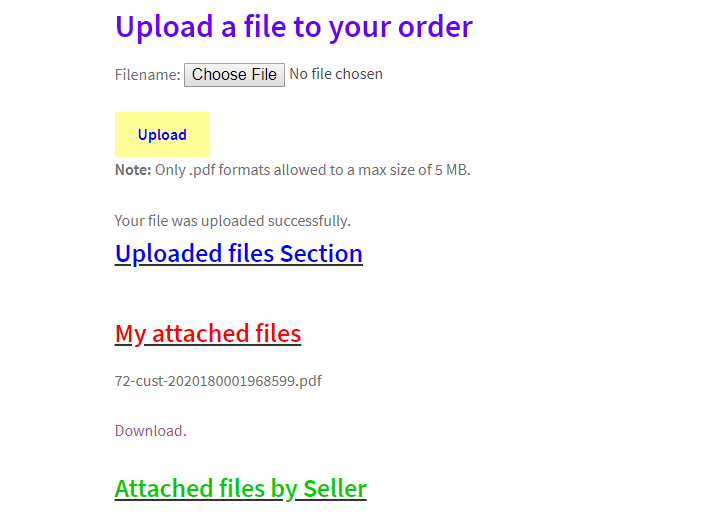 Upload a file to your order
Filename: Choose File No file chosen
Upload
Note: Only .pdf formats allowed to a max size of 5 MB.
Your file was uploaded successfully.
Uploaded files Section
My attached files
72-cust-2020180001968599.pdf
Download.
Attached files by Seller